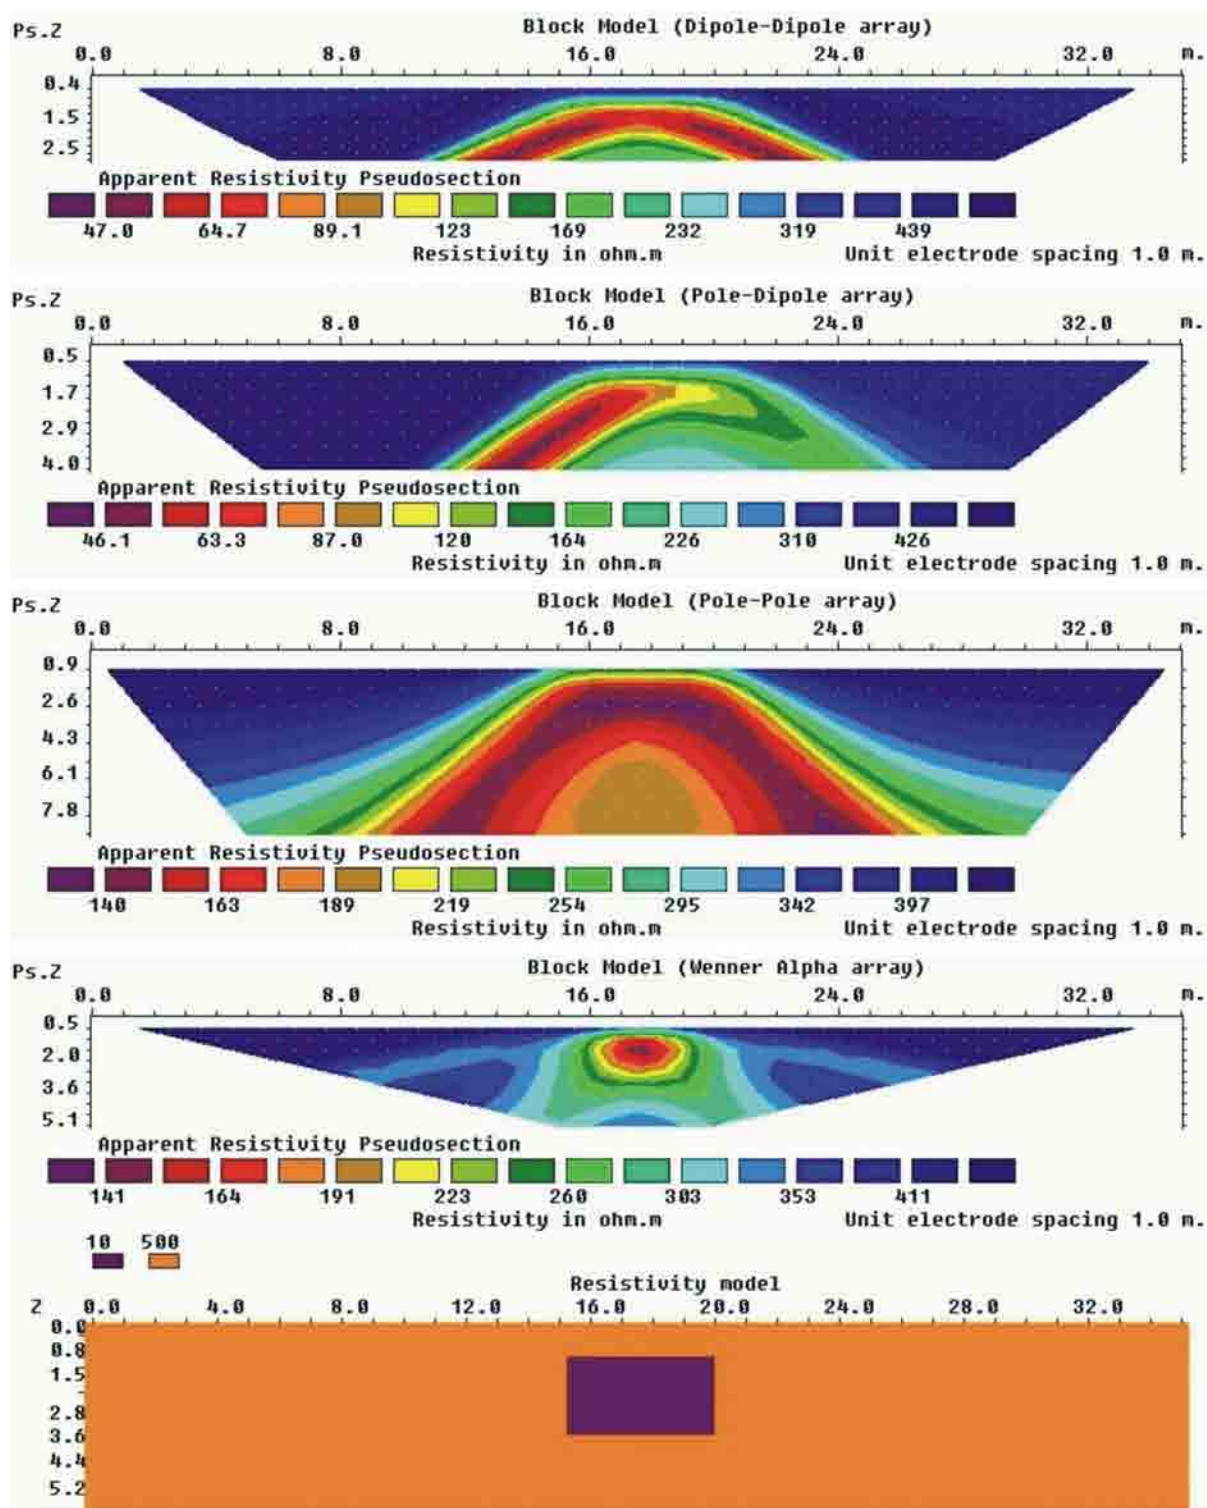 Ps.Z Block Model (Dipole-Dipole array)
0.0 8.0 16.0 24.0 32.0 m.
0.4
1.5
2.5
Apparent Resistivity Pseudosection
47.0 64.7 89.1 123 169 232 319 439
Resistivity in ohm.m Unit electrode spacing 1.0 m.
Ps.Z Block Model (Pole-Dipole array)
0.0 8.0 16.0 24.0 32.0 m.
0.5
1.7
2.9
4.0
Apparent Resistivity Pseudosection
46.1 63.3 87.0 120 164 226 310 426
Resistivity in ohm.m Unit electrode spacing 1.0 m.
Ps.Z Block Model (Pole-Pole array)
0.0 8.0 16.0 24.0 32.0 m.
0.9
2.6
4.3
6.1
7.8
Apparent Resistivity Pseudosection
140 163 189 219 254 295 342 397
Resistivity in ohm.m Unit electrode spacing 1.0 m.
Ps.Z Block Model (Wenner Alpha array)
0.0 8.0 16.0 24.0 32.0 m.
0.5
2.0
3.6
5.1
Apparent Resistivity Pseudosection
141 164 191 223 260 303 353 411
Resistivity in ohm.m Unit electrode spacing 1.0 m.
10 500
Resistivity model
Z 0.0 4.0 8.0 12.0 16.0 20.0 24.0 28.0 32.0
0.0
0.8
1.5
2.8
3.6
4.4
5.2